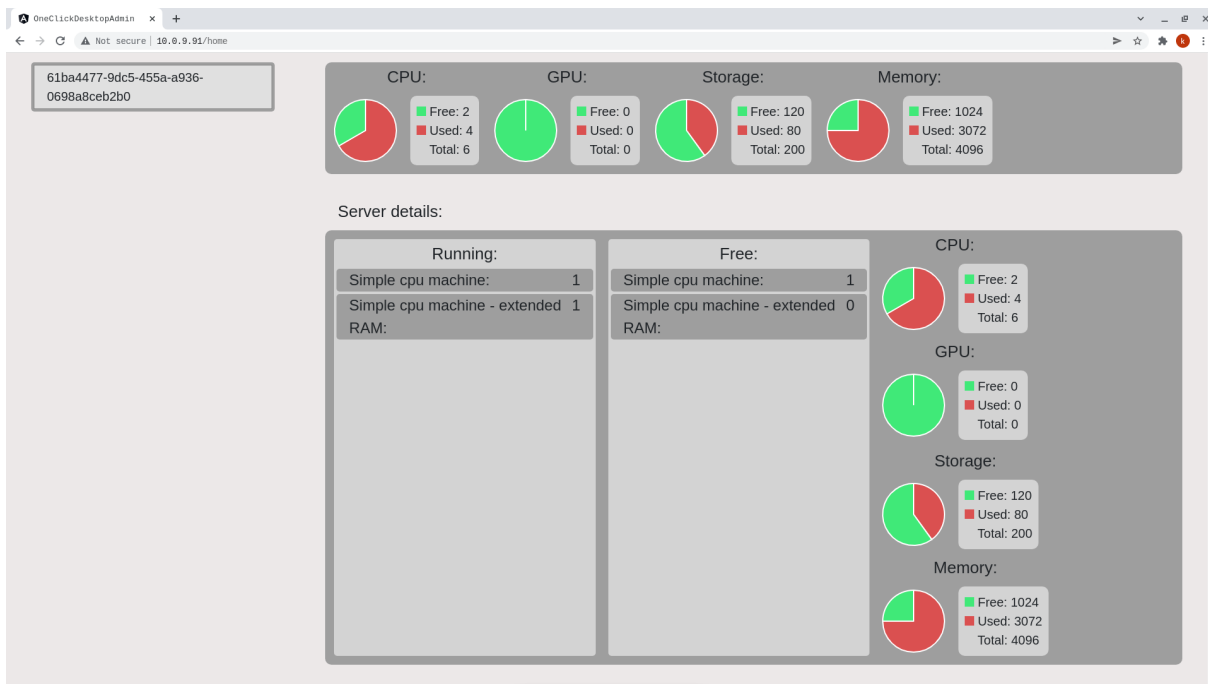 OneClickDesktopAdmin
Not secure
10.0.9.91/home
k
61ba4477-9dc5-455a-a936-
0698a8ceb2b0
CPU:
Free: 2
Used: 4
Total: 6
GPU:
Free: 0
Used: 0
Total: 0
Storage:
Free: 120
Used: 80
Total: 200
Memory:
Free: 1024
Used: 3072
Total: 4096
Server details:
Running:
Simple cpu machine: 1
Simple cpu machine - extended 1
RAM:
Free:
Simple cpu machine: 1
Simple cpu machine - extended 0
RAM:
CPU:
Free: 2
Used: 4
Total: 6
GPU:
Free: 0
Used: 0
Total: 0
Storage:
Free: 120
Used: 80
Total: 200
Memory:
Free: 1024
Used: 3072
Total: 4096